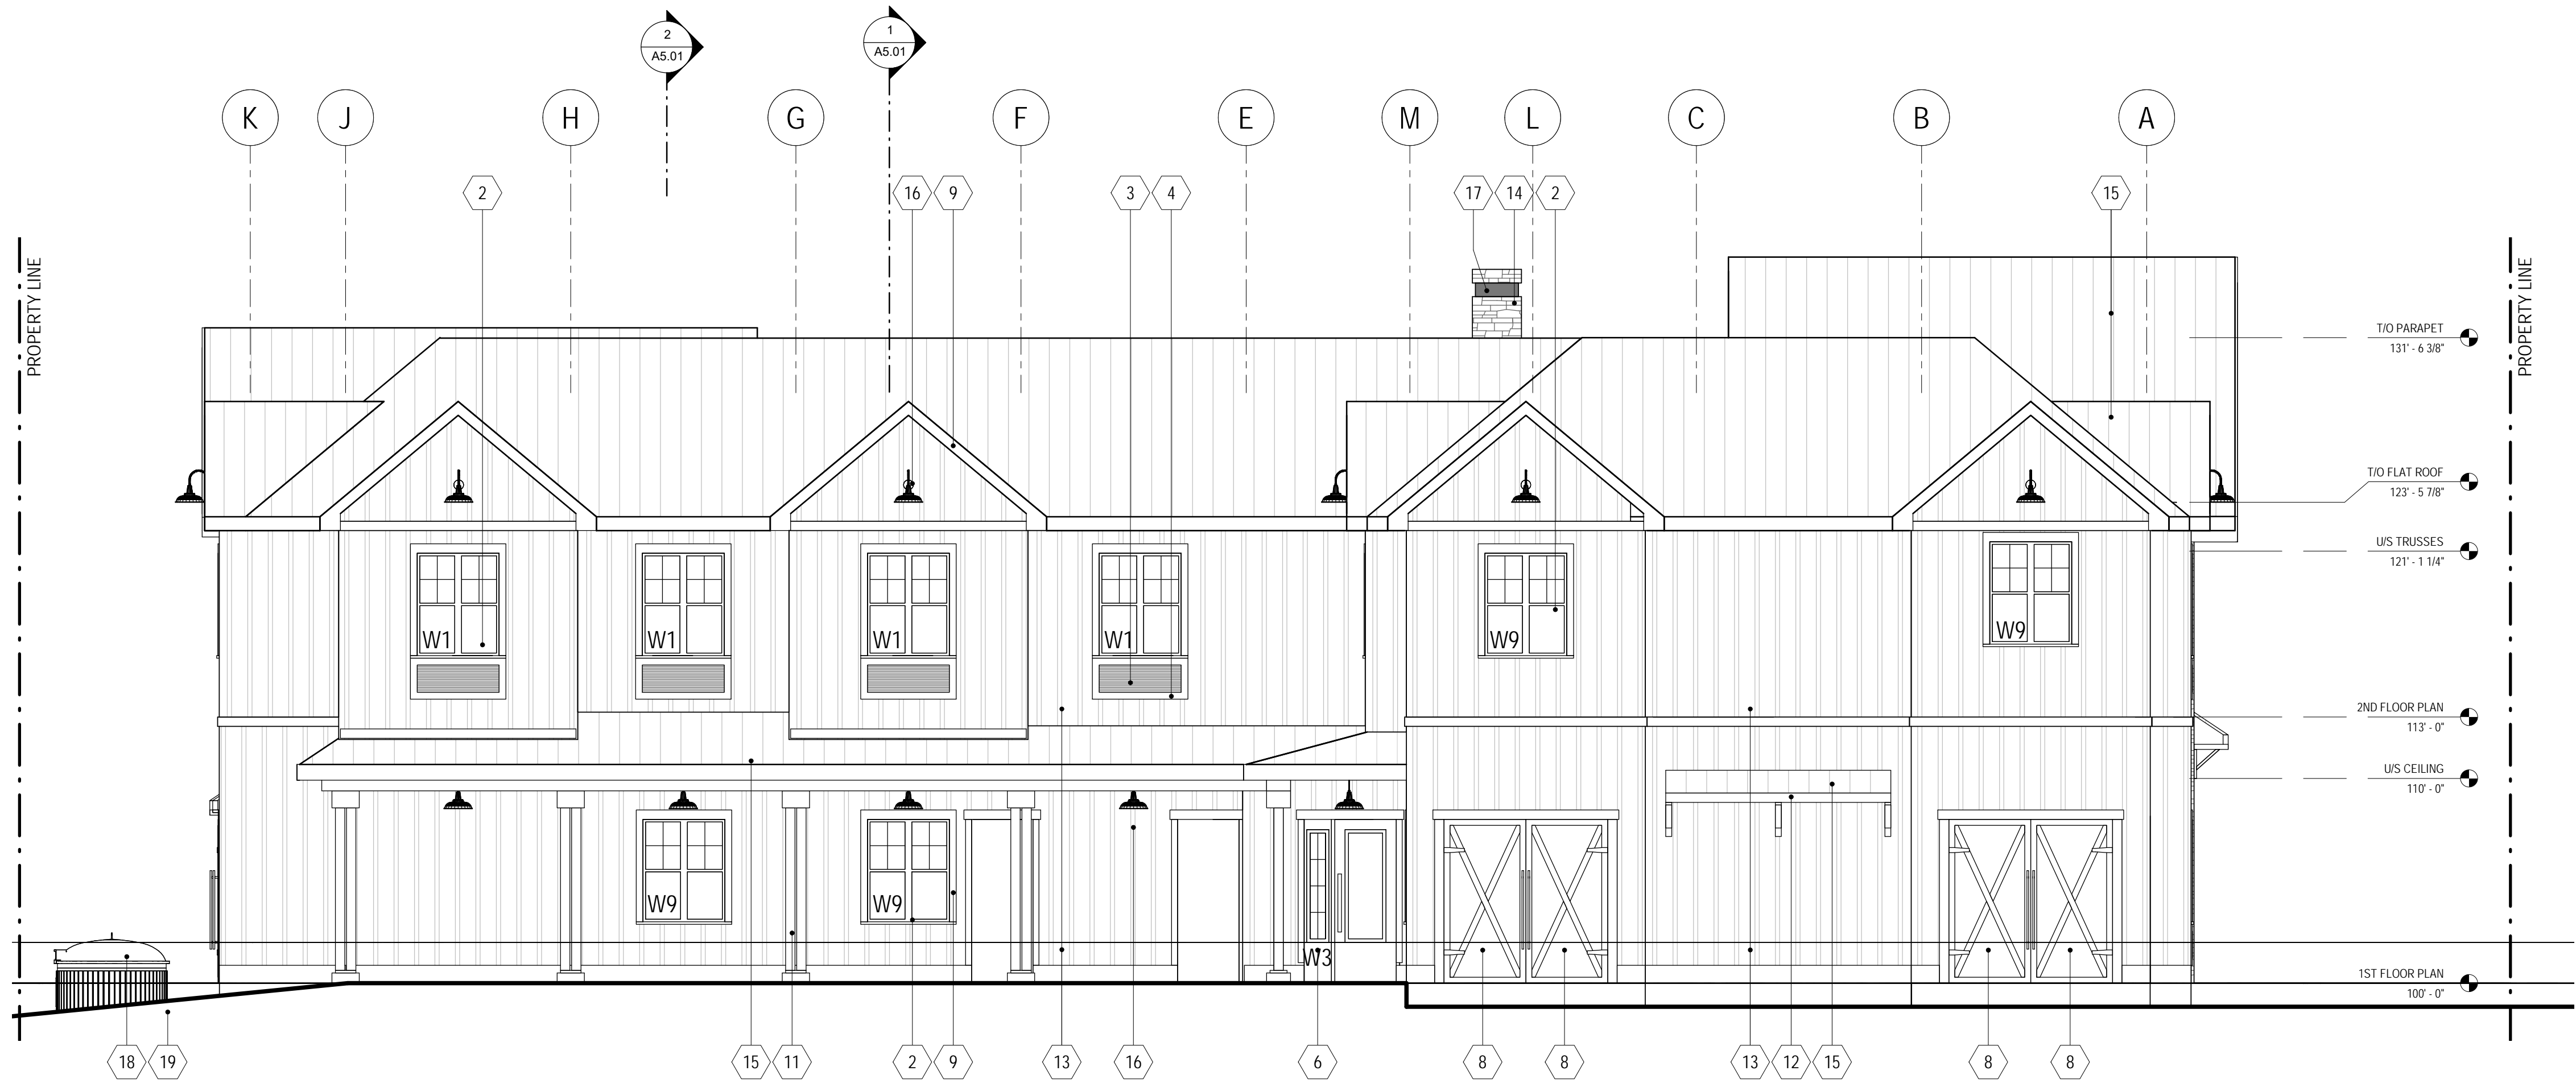 2
A5.01
1
A5.01
K
J
H
G
F
E
M
L
C
B
A
2
16
9
3
4
17
14
2
15
PROPERTY LINE
PROPERTY LINE
T/O PARAPET
131' - 6 3/8"
T/O FLAT ROOF
123' - 5 7/8"
U/S TRUSSES
121' - 1 1/4"
W1
W1
W1
W1
W9
W9
2ND FLOOR PLAN
113' - 0"
U/S CEILING
110' - 0"
W9
W9
W3
1ST FLOOR PLAN
100' - 0"
18
19
15
11
2
9
13
16
6
8
8
13
12
15
8
8